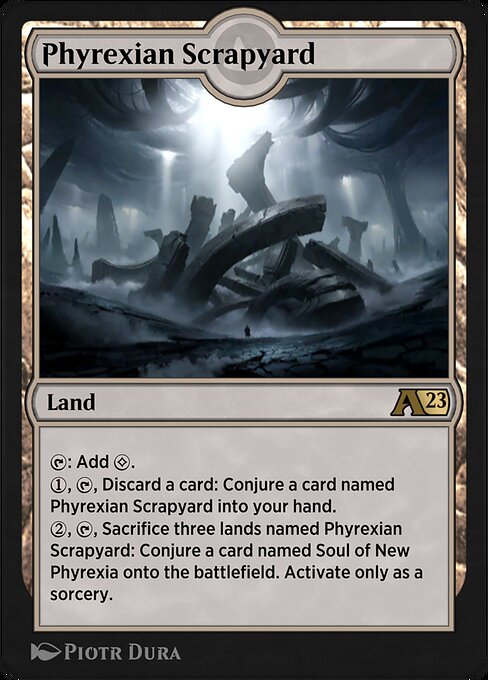 Phyrexian Scrapyard
Land
A23
: Add .
1, , Discard a card: Conjure a card named
Phyrexian Scrapyard into your hand.
2, , Sacrifice three lands named Phyrexian
Scrapyard: Conjure a card named Soul of New
Phyrexia onto the battlefield. Activate only as a
sorcery.
Piotr Dura